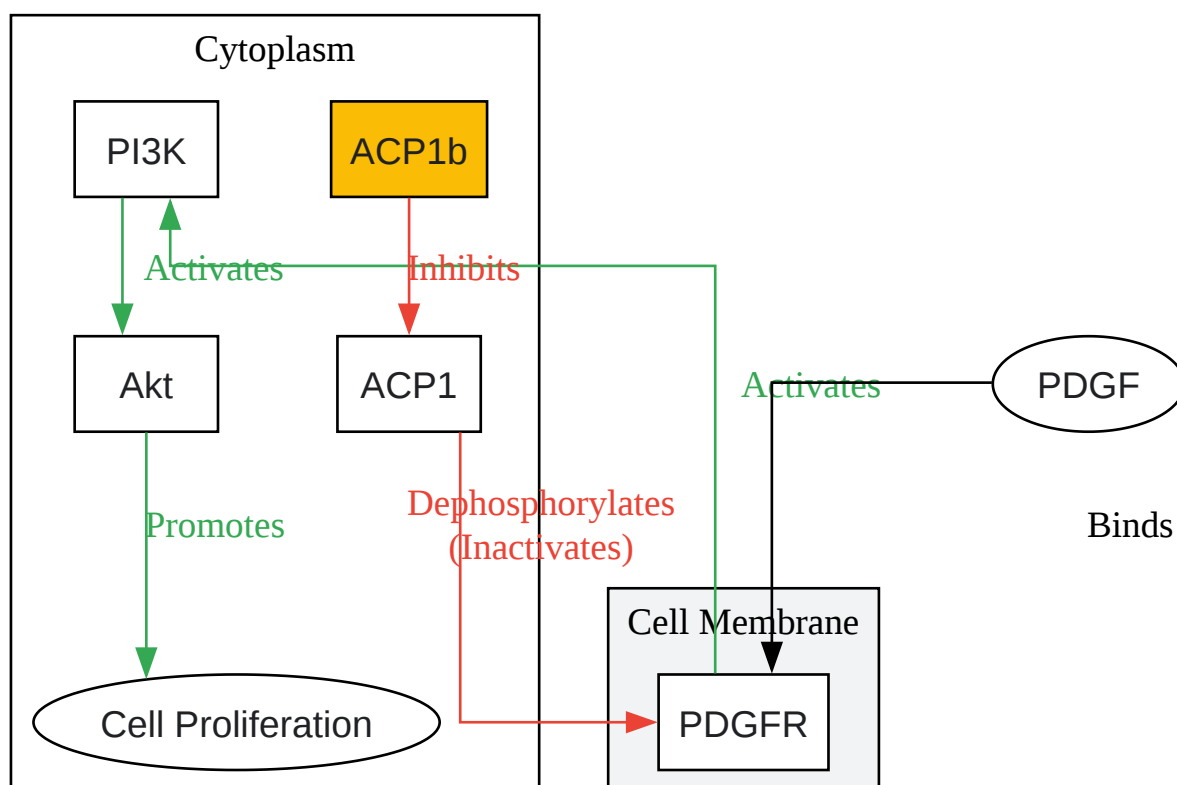 Cytoplasm
PI3K
ACP1b
Activates
Inhibits
Akt
ACP1
Activates
PDGF
Promotes
Dephosphorylates
(Inactivates)
Binds
Cell Membrane
Cell Proliferation
PDGFR